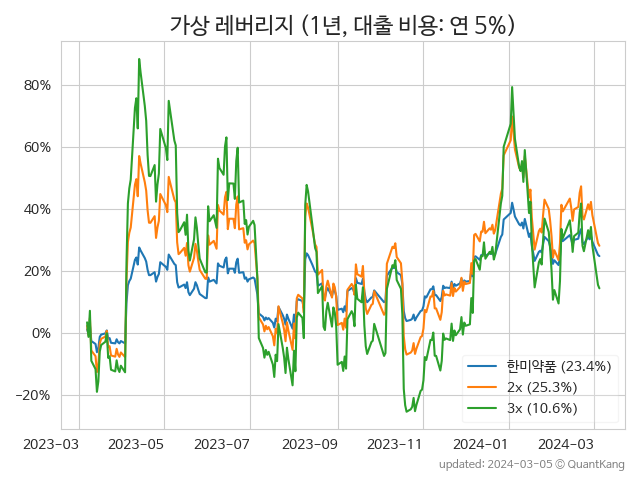 가상 레버리지 (1년, 대출 비용: 연 5%)
80%
60%
40%
20%
0%
−20%
한미약품 (23.4%)
2x (25.3%)
3x (10.6%)
2023−03 2023−05 2023−07 2023−09 2023−11 2024−01 2024−03
updated: 2024-03-05 ⓒ QuantKang